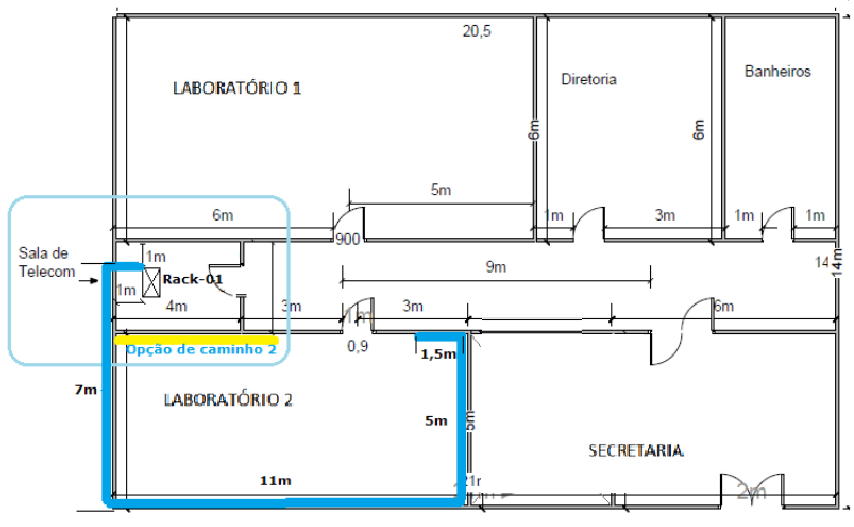 20,5
LABORATÓRIO 1
Diretoria
Banheiros
6m
6m
5m
6m
1m
3m
1m
1m
900
Sala de
Telecom
1m
Rack-01
1m
9m
14
14m
4m
3m
1m
3m
6m
Opção de caminho 2
0,9
1,5m
7m
LABORATÓRIO 2
5m
5m
SECRETARIA
11m
2m